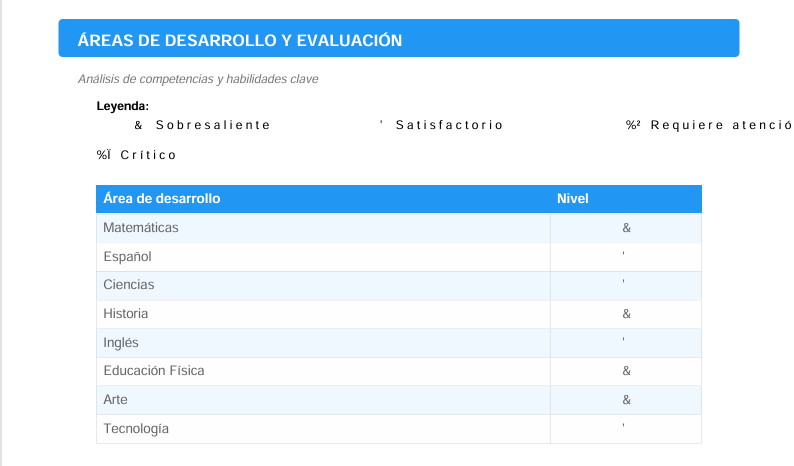 ÁREAS DE DESARROLLO Y EVALUACIÓN
Análisis de competencias y habilidades clave
Leyenda:
& Sobresaliente ' Satisfactorio %² Requiere atenció
%Ï Crítico
Área de desarrollo Nivel
Matemáticas &
Español '
Ciencias '
Historia &
Inglés '
Educación Física &
Arte &
Tecnología '